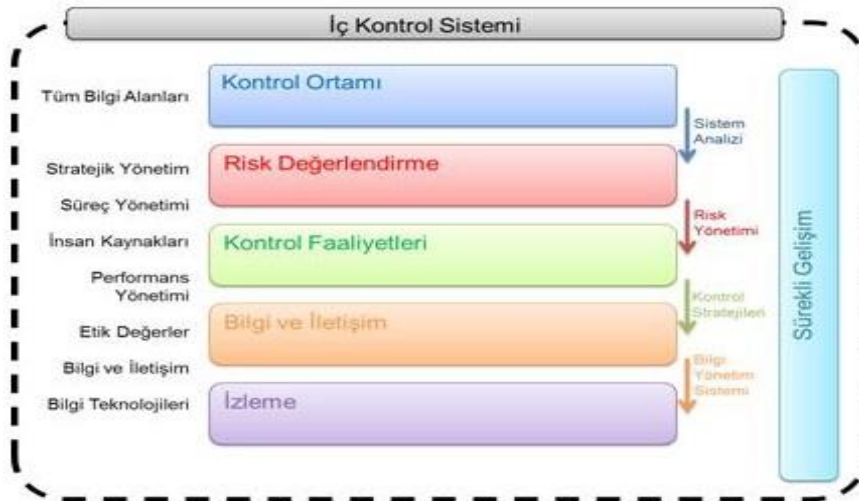 İç Kontrol Sistemi
Tüm Bilgi Alanları
Stratejik Yönetim
Süreç Yönetimi
İnsan Kaynakları
Performans
Yönetimi
Etik Değerler
Bilgi ve İletişim
Bilgi Teknolojileri
Kontrol Ortamı
Risk Değerlendirme
Kontrol Faaliyetleri
Bilgi ve İletişim
İzleme
Sistem
Analizi
Risk
Yönetimi
Kontrol
Stratejileri
Bilgi
Yönetim
Sistemi
Sürekli Gelişim